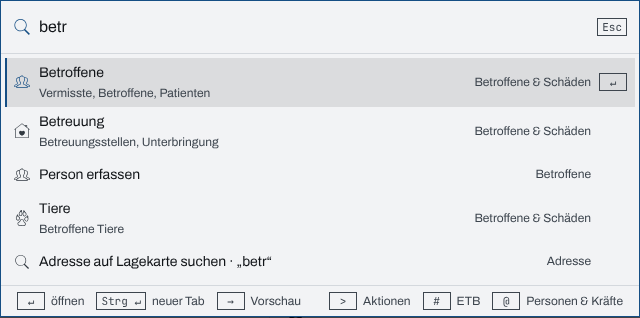 betr Esc
Betroffene
Vermisste, Betroffene, Patienten
Betroffene & Schäden ↵
Betreuung
Betreuungsstellen, Unterbringung
Betroffene & Schäden
Person erfassen Betroffene
Tiere
Betroffene Tiere
Betroffene & Schäden
Adresse auf Lagekarte suchen · „betr“ Adresse
↵ öffnen Strg ↵ neuer Tab → Vorschau > Aktionen # ETB @ Personen & Kräfte